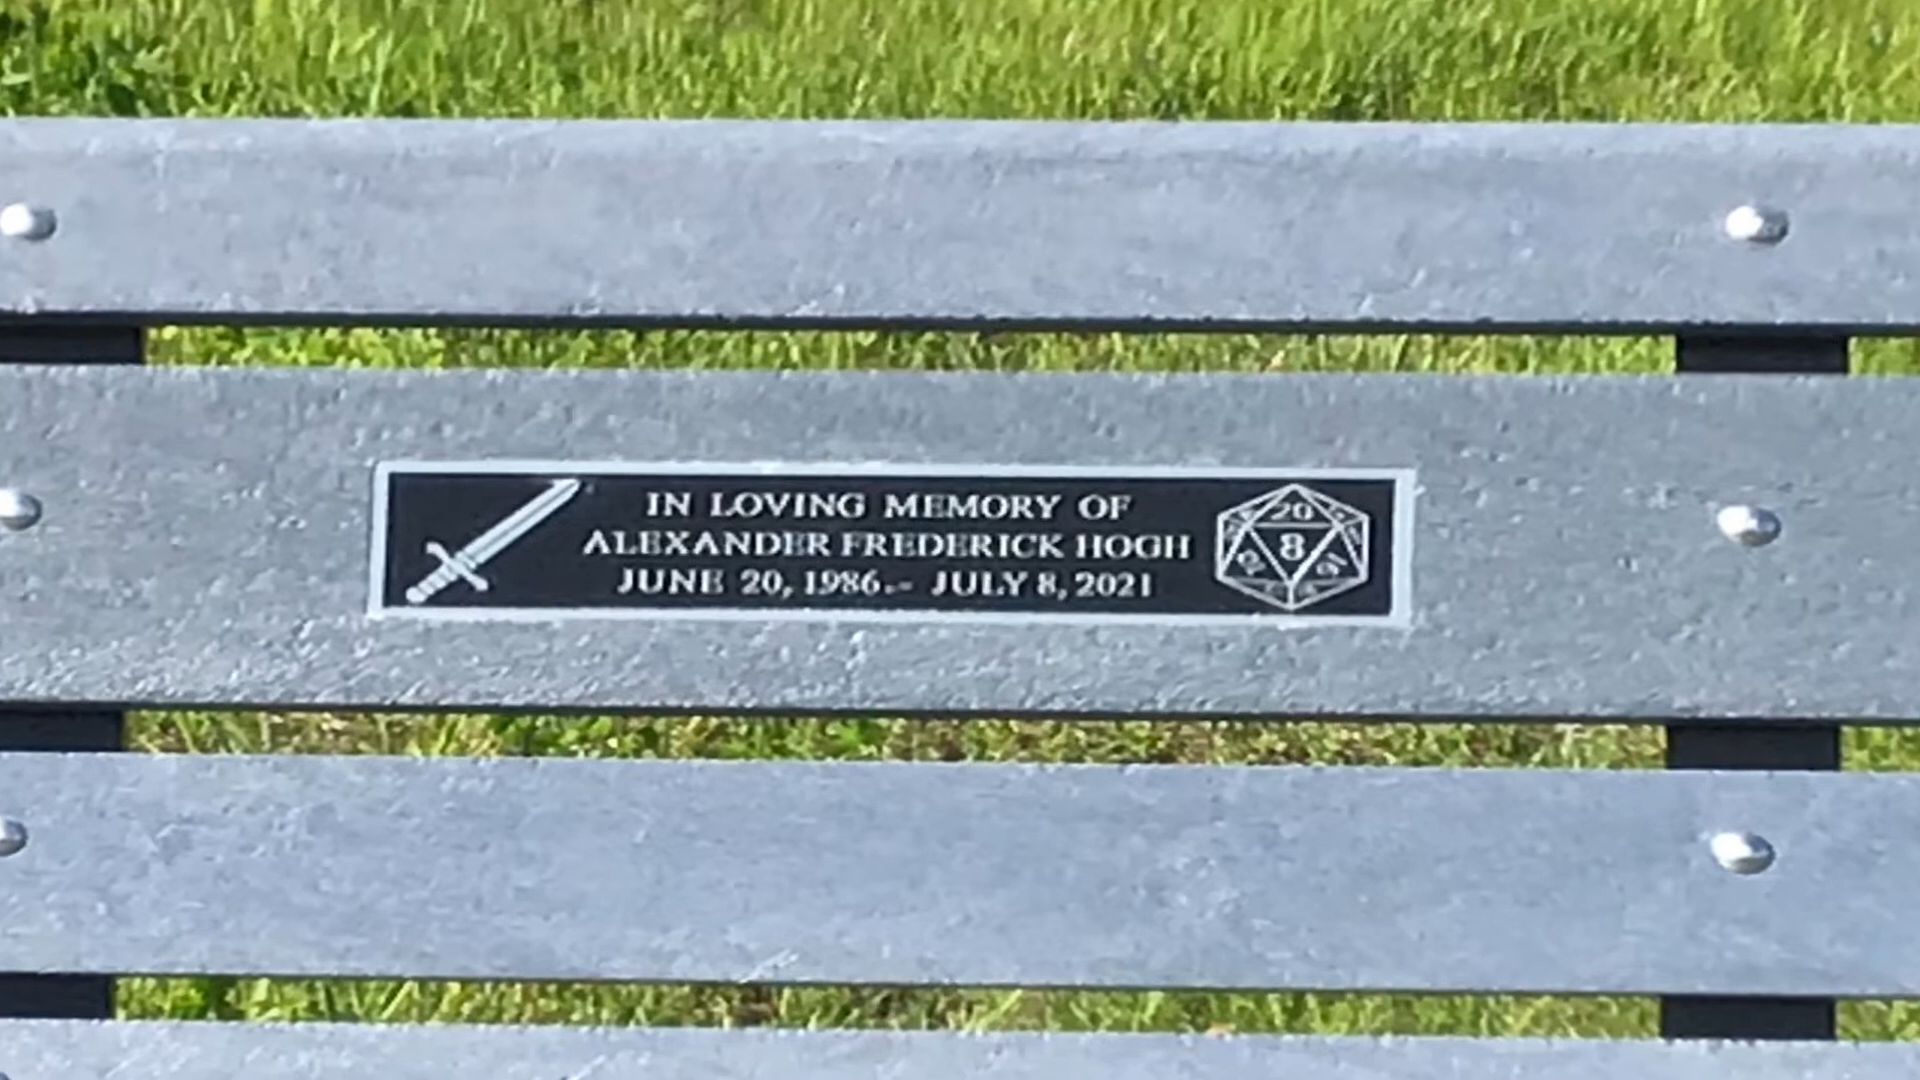 IN LOVING MEMORY OF
ALEXANDER FREDERICK HOGH
JUNE 20, 1986 - JULY 8, 2021
20
8